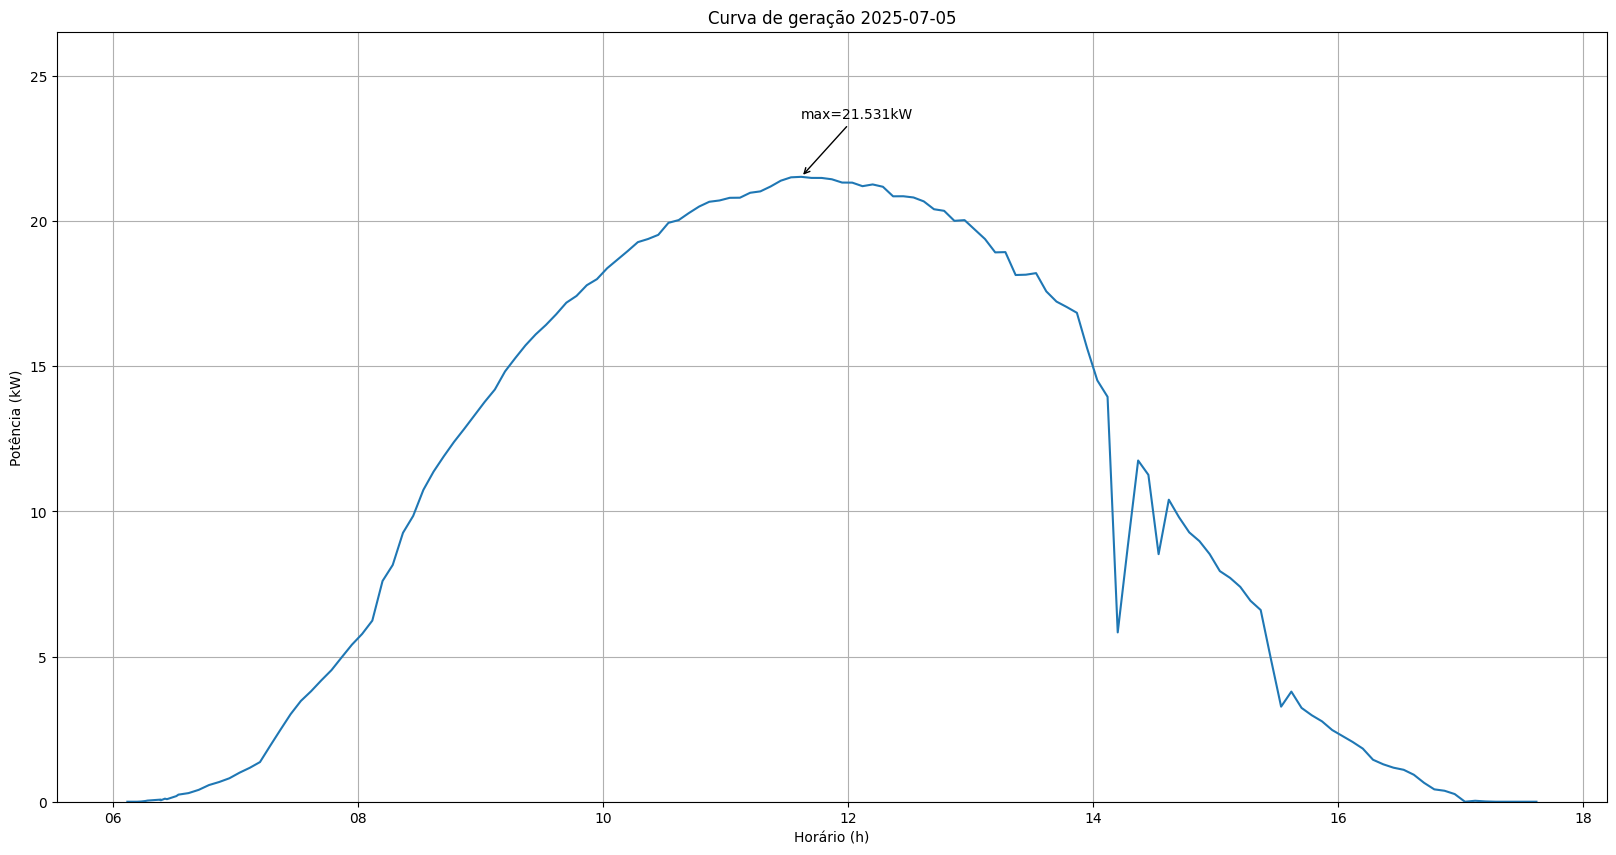 Curva de geração 2025-07-05
25
max=21.531kW
20
15
Potência (kW)
10
5
0
06 08 10 12 14 16 18
Horário (h)